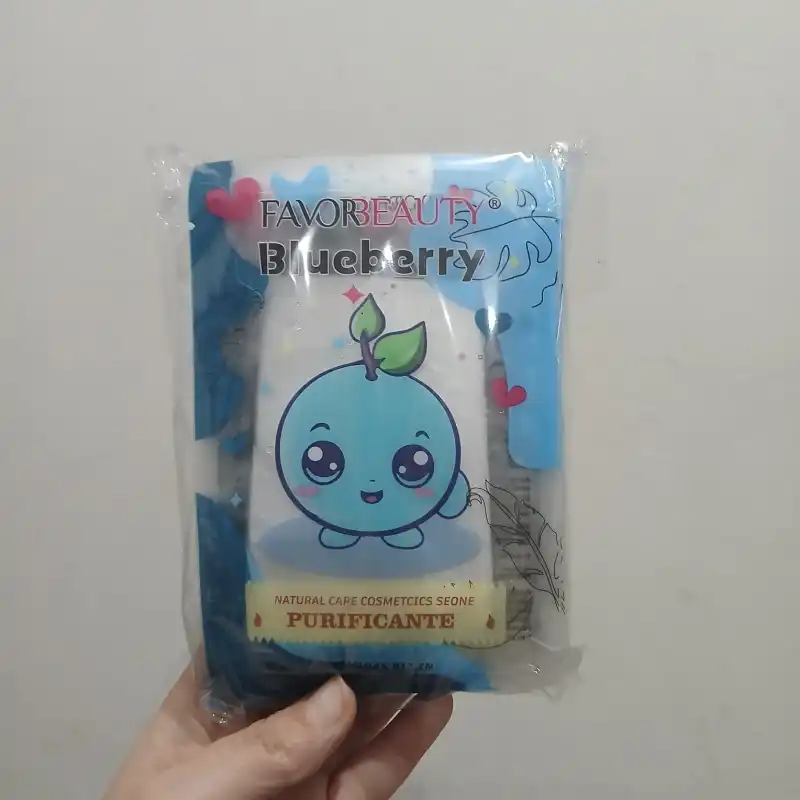 FAVORBEAUTY®
Blueberry
NATURAL CARE COSMETCICS SEONE
PURIFICANTE